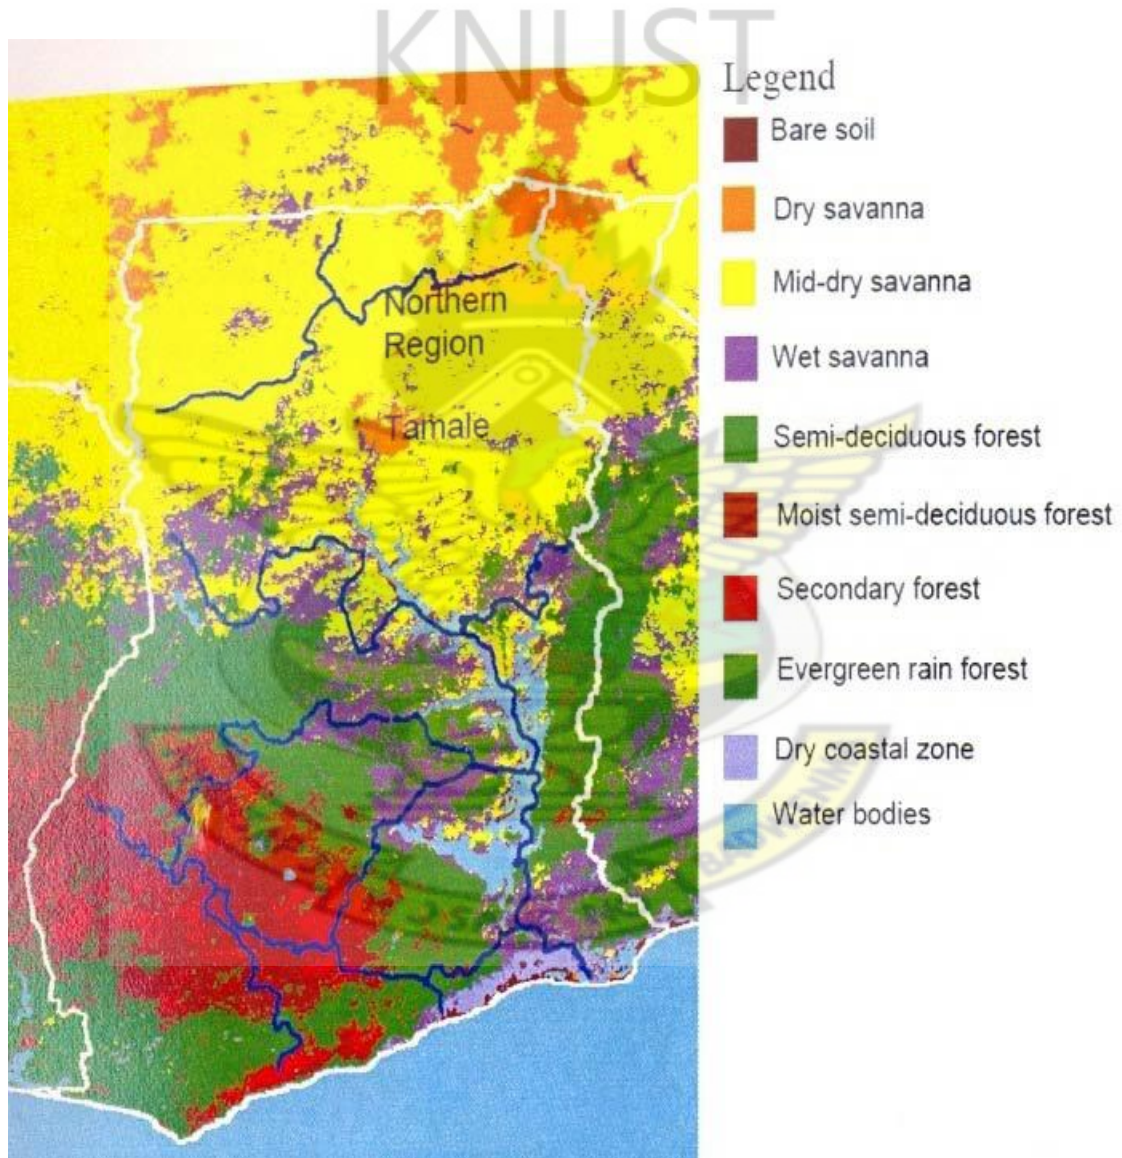 KNUST
Legend
Bare soil
Dry savanna
Mid-dry savanna
Northern
Region
Wet savanna
Tamale
Semi-deciduous forest
Moist semi-deciduous forest
Secondary forest
Evergreen rain forest
Dry coastal zone
Water bodies